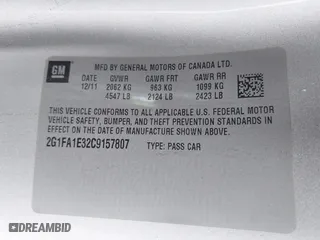 GM
MFD BY GENERAL MOTORS OF CANADA LTD.
DATE GVWR GAWR FRT GAWR RR
12/11 2062 KG 963 KG 1099 KG
4547 LB 2124 LB 2423 LB
THIS VEHICLE CONFORMS TO ALL APPLICABLE U.S. FEDERAL MOTOR
VEHICLE SAFETY, BUMPER, AND THEFT PREVENTION STANDARDS IN
EFFECT ON THE DATE OF MANUFACTURE SHOWN ABOVE.
2G1FA1E32C9157807 TYPE: PASS CAR
© DIAMOND BIDS